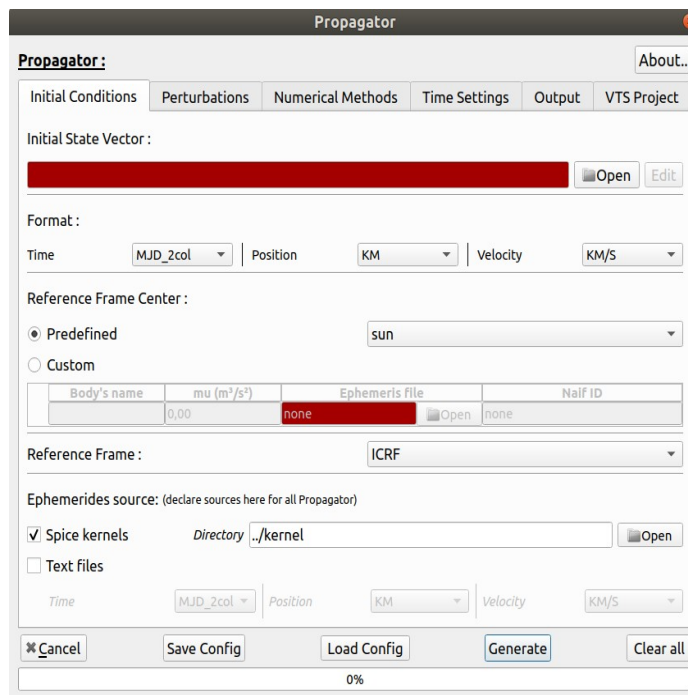 Propagator
Propagator :
About..
Initial Conditions Perturbations Numerical Methods Time Settings Output VTS Project
Initial State Vector :
Open Edit
Format :
Time MJD_2col Position KM Velocity KM/S
Reference Frame Center :
Predefined sun
Custom
Body's name mu (m³/s²) Ephemeris file Naif ID
0,00 none Open none
Reference Frame : ICRF
Ephemerides source: (declare sources here for all Propagator)
Spice kernels Directory ../kernel Open
Text files
Time MJD_2col Position KM Velocity KM/S
Cancel Save Config Load Config Generate Clear all
0%